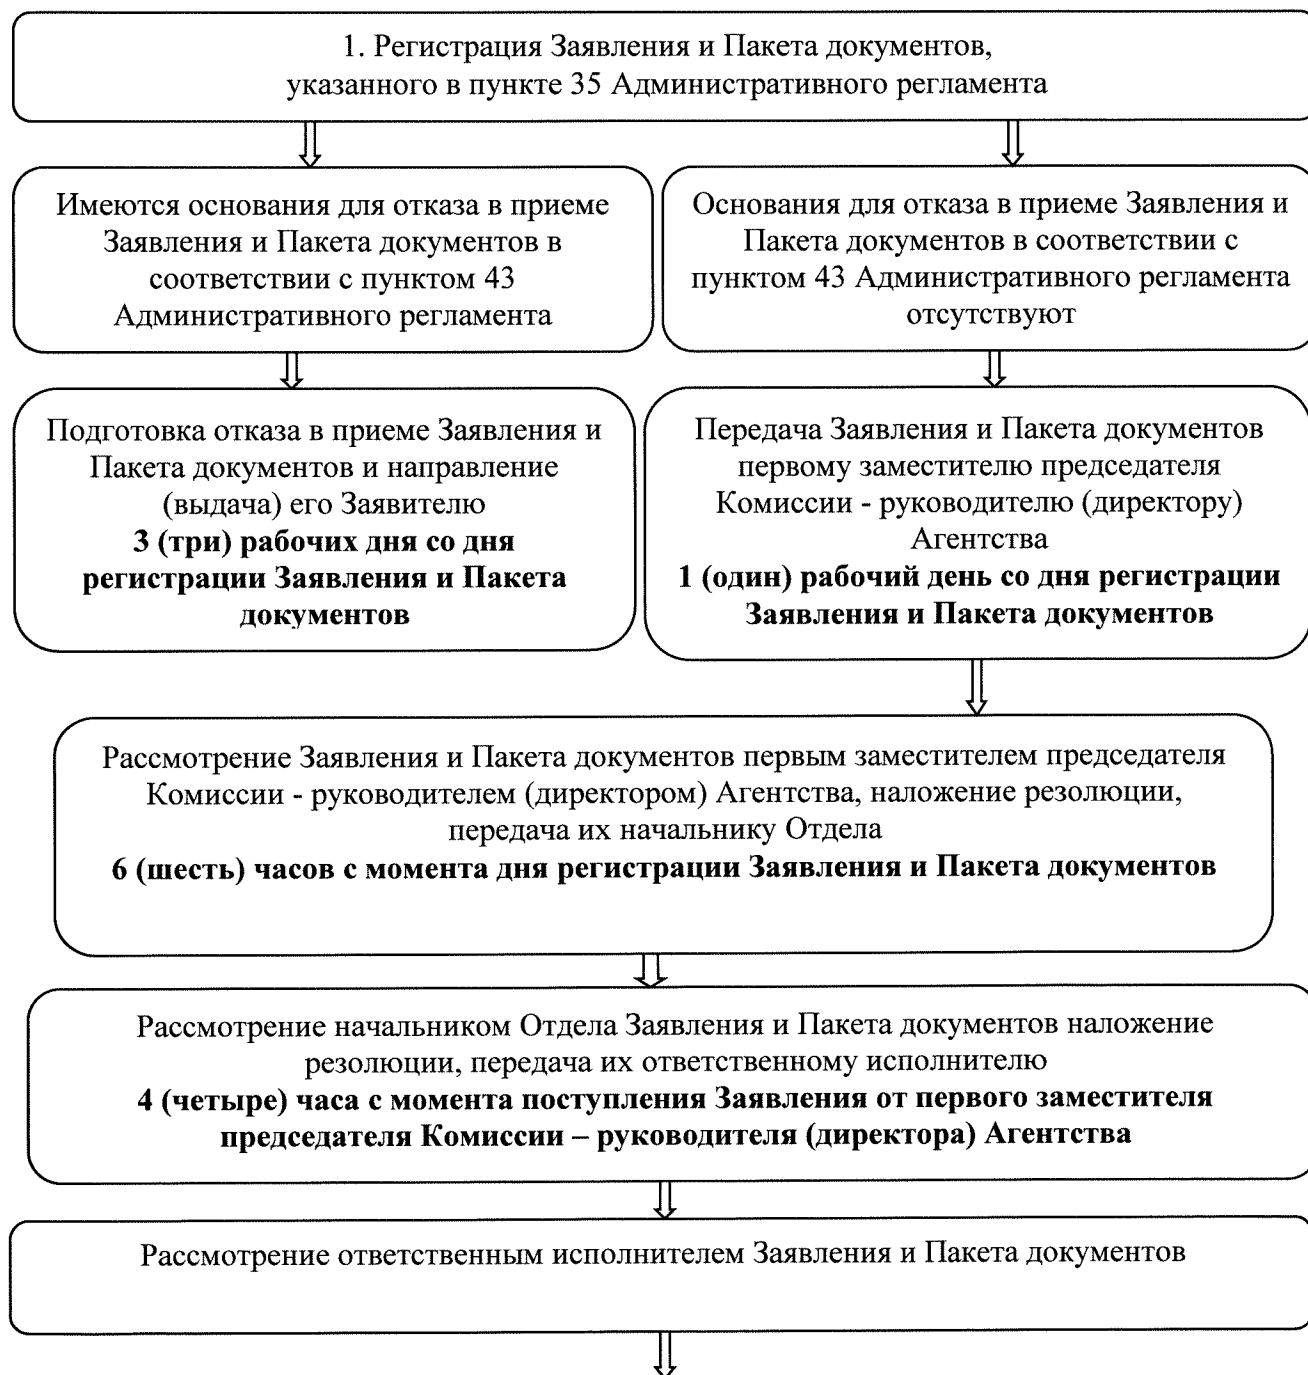 1. Регистрация Заявления и Пакета документов,
указанного в пункте 35 Административного регламента
Имеются основания для отказа в приеме
Заявления и Пакета документов в
соответствии с пунктом 43
Административного регламента
Основания для отказа в приеме Заявления и
Пакета документов в соответствии с
пунктом 43 Административного регламента
отсутствуют
Подготовка отказа в приеме Заявления и
Пакета документов и направление
(выдача) его Заявителю
3 (три) рабочих дня со дня
регистрации Заявления и Пакета
документов
Передача Заявления и Пакета документов
первому заместителю председателя
Комиссии - руководителю (директору)
Агентства
1 (один) рабочий день со дня регистрации
Заявления и Пакета документов
Рассмотрение Заявления и Пакета документов первым заместителем председателя
Комиссии - руководителем (директором) Агентства, наложение резолюции,
передача их начальнику Отдела
6 (шесть) часов с момента дня регистрации Заявления и Пакета документов
Рассмотрение начальником Отдела Заявления и Пакета документов наложение
резолюции, передача их ответственному исполнителю
4 (четыре) часа с момента поступления Заявления от первого заместителя
председателя Комиссии – руководителя (директора) Агентства
Рассмотрение ответственным исполнителем Заявления и Пакета документов